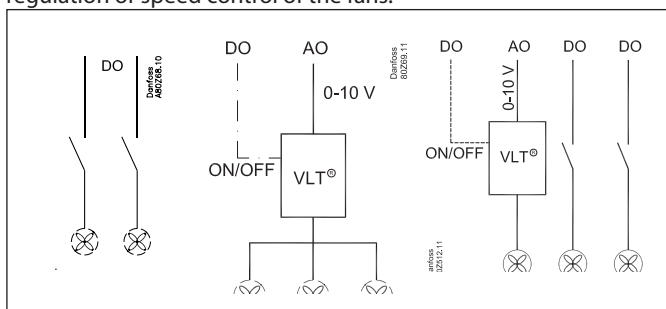 regulation or speed control of the fans.
DO
Danfoss
A80Z68.10
DO
AO
0-10 V
ON/OFF
VLT®
Danfoss
80Z69.11
DO
AO
DO
DO
0-10 V
ON/OFF
VLT®
anfoss
0Z512.11